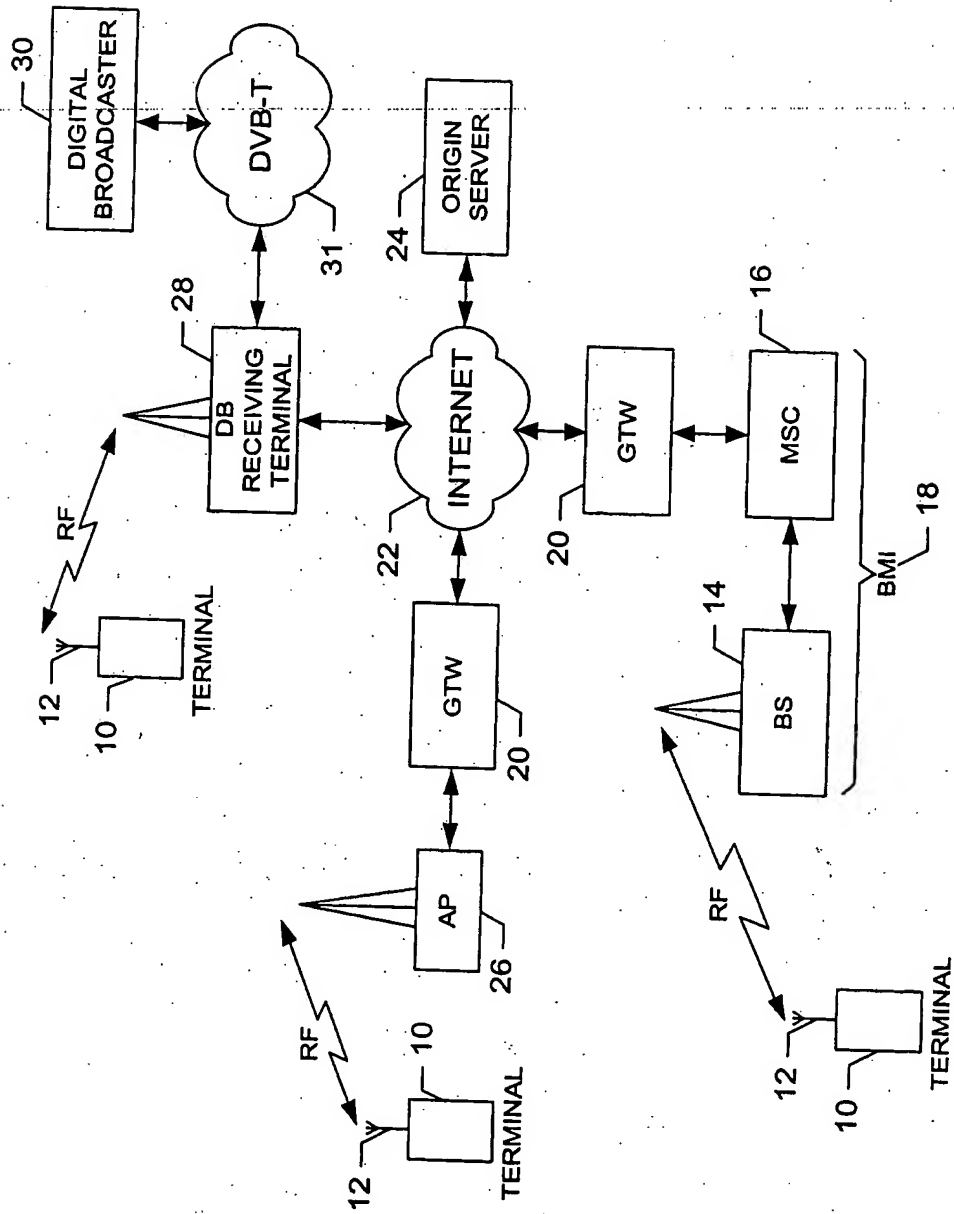 DIGITAL
BROADCASTER
30
DVB-T
31
28
DB
RECEIVING
TERMINAL
ORIGIN
SERVER
24
INTERNET
22
RF
12
10
TERMINAL
GTW
20
AP
26
RF
12
10
TERMINAL
GTW
20
MSC
16
BS
14
BMI
18
RF
12
10
TERMINAL